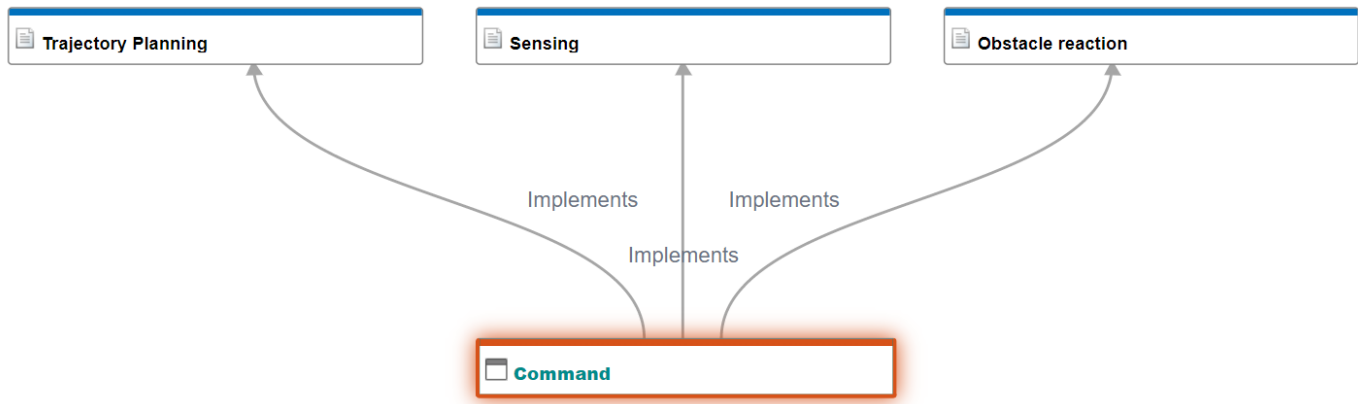 Trajectory Planning
Sensing
Obstacle reaction
Implements
Implements
Implements
Command